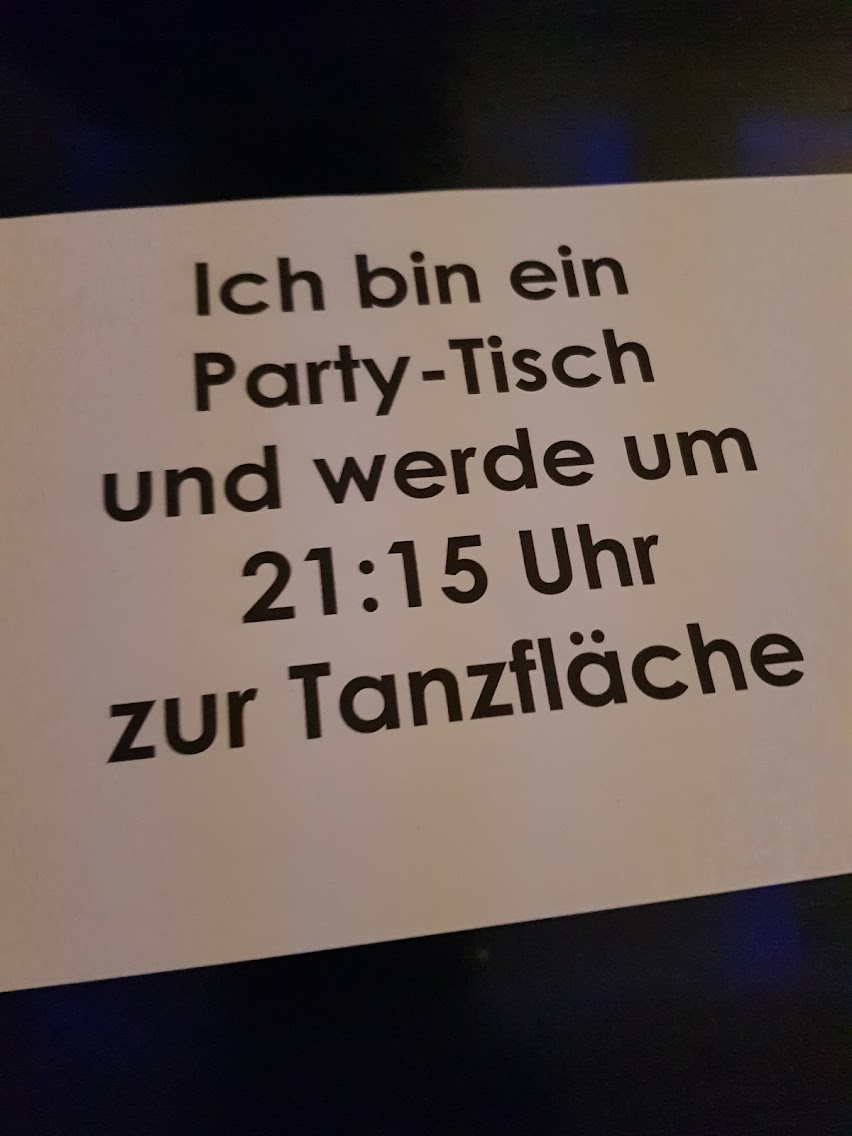 Ich bin ein
Party-Tisch
und werde um
21:15 Uhr
zur Tanzfläche